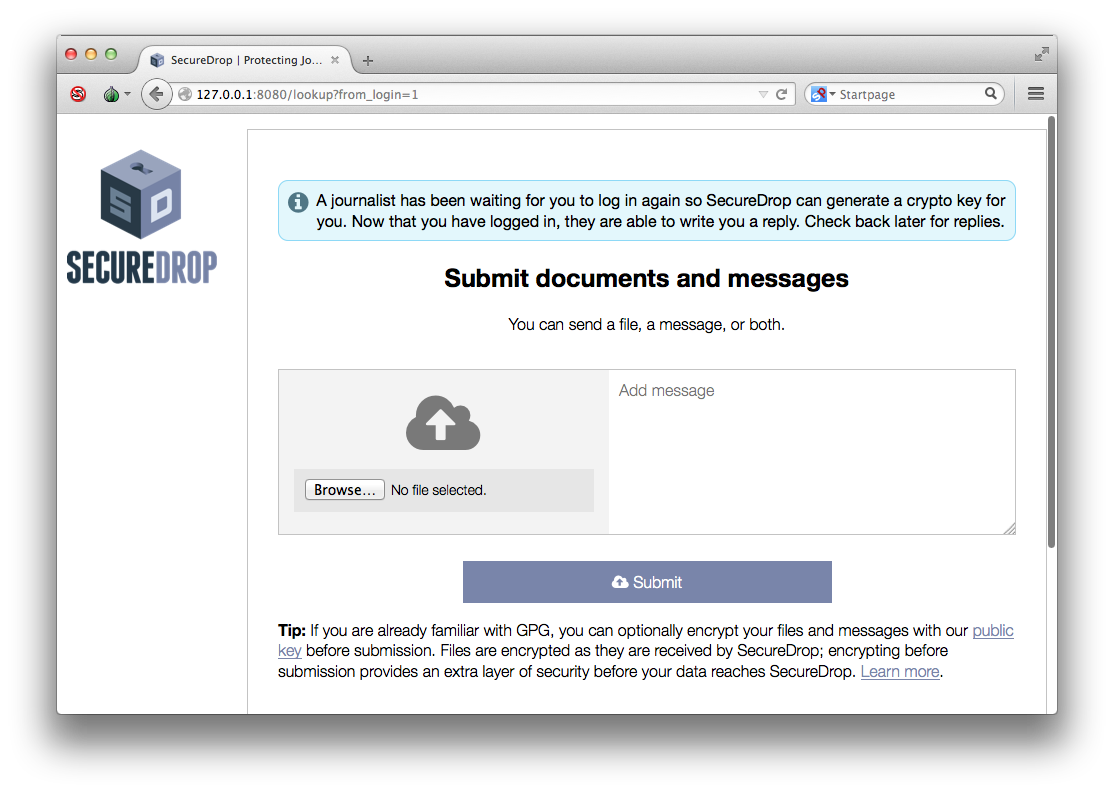 SecureDrop | Protecting Jo...
127.0.0.1:8080/lookup?from_login=1
Startpage
SD
SECUREDROP
A journalist has been waiting for you to log in again so SecureDrop can generate a crypto key for
you. Now that you have logged in, they are able to write you a reply. Check back later for replies.
Submit documents and messages
You can send a file, a message, or both.
Add message
Browse... No file selected.
Submit
Tip: If you are already familiar with GPG, you can optionally encrypt your files and messages with our public
key before submission. Files are encrypted as they are received by SecureDrop; encrypting before
submission provides an extra layer of security before your data reaches SecureDrop. Learn more.